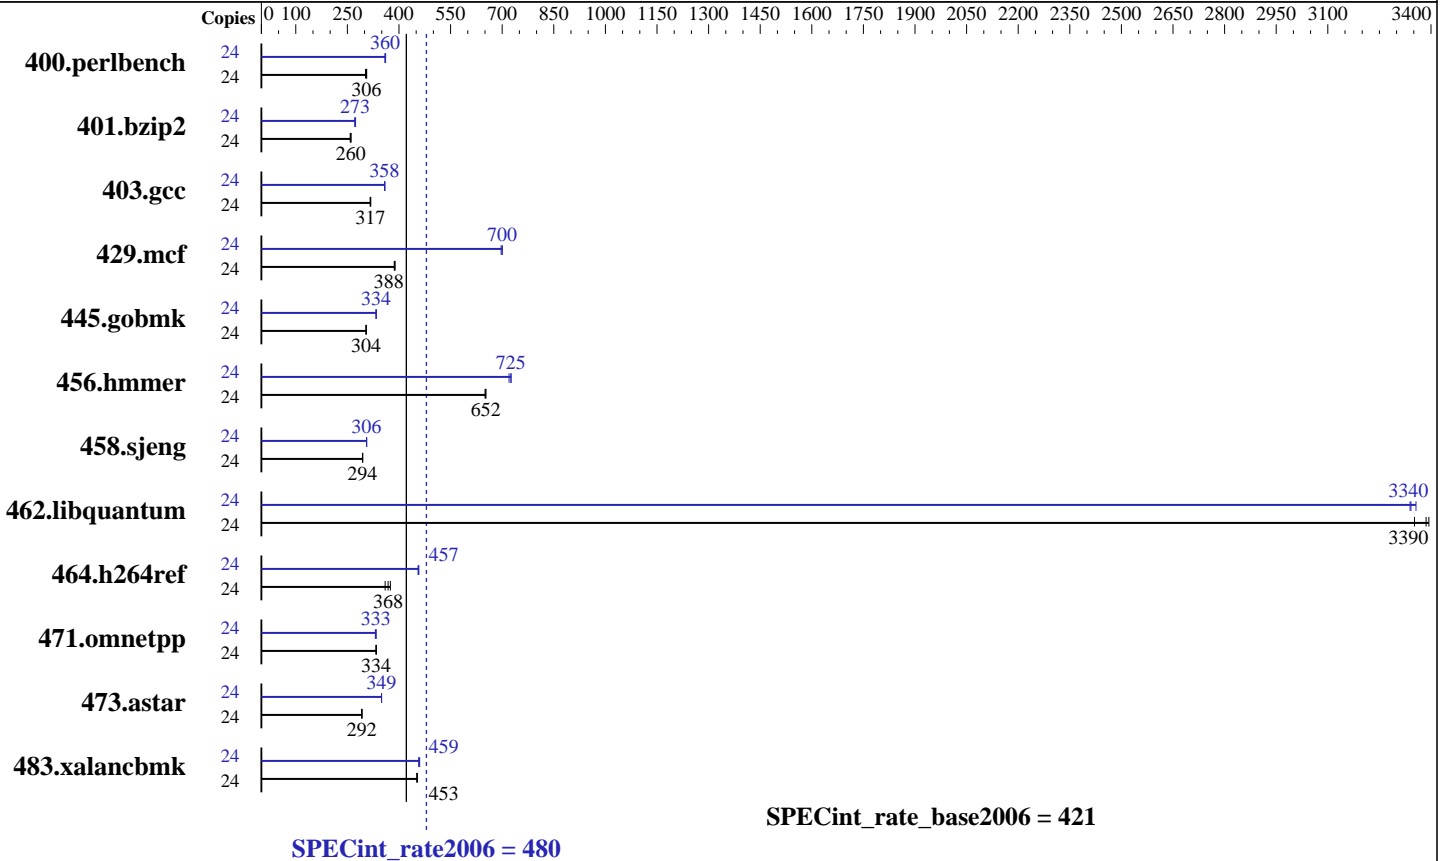 Copies 0 100 250 400 550 700 850 1000 1150 1300 1450 1600 1750 1900 2050 2200 2350 2500 2650 2800 2950 3100 3400
400.perlbench 24 360
24 306
401.bzip2 24 273
24 260
403.gcc 24 358
24 317
429.mcf 24 700
24 388
445.gobmk 24 334
24 304
456.hmmer 24 725
24 652
458.sjeng 24 306
24 294
462.libquantum 24 3340
24 3390
464.h264ref 24 457
24 368
471.omnetpp 24 333
24 334
473.astar 24 349
24 292
483.xalancbmk 24 459
24 453
SPECint_rate_base2006 = 421
SPECint_rate2006 = 480